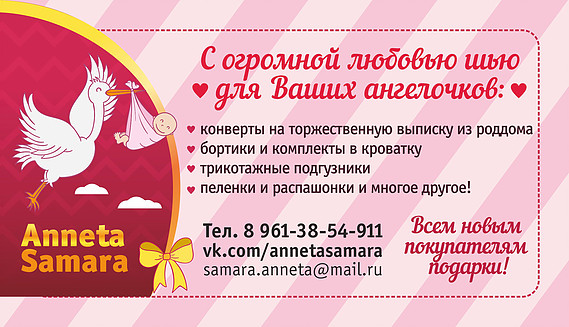 С огромной любовью шью
для Ваших ангелочков:
конверты на торжественную выписку из роддома
бортики и комплекты в кроватку
трикотажные подгузники
пеленки и распашонки и многое другое!
Anneta
Samara
Тел. 8 961-38-54-911
vk.com/annetasamara
samara.anneta@mail.ru
Всем новым
покупателям
подарки!